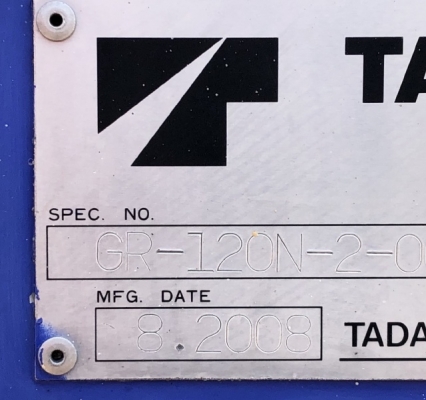 TA
SPEC. NO.
GR-120N-2-0
MFG. DATE
8.2008
TADA